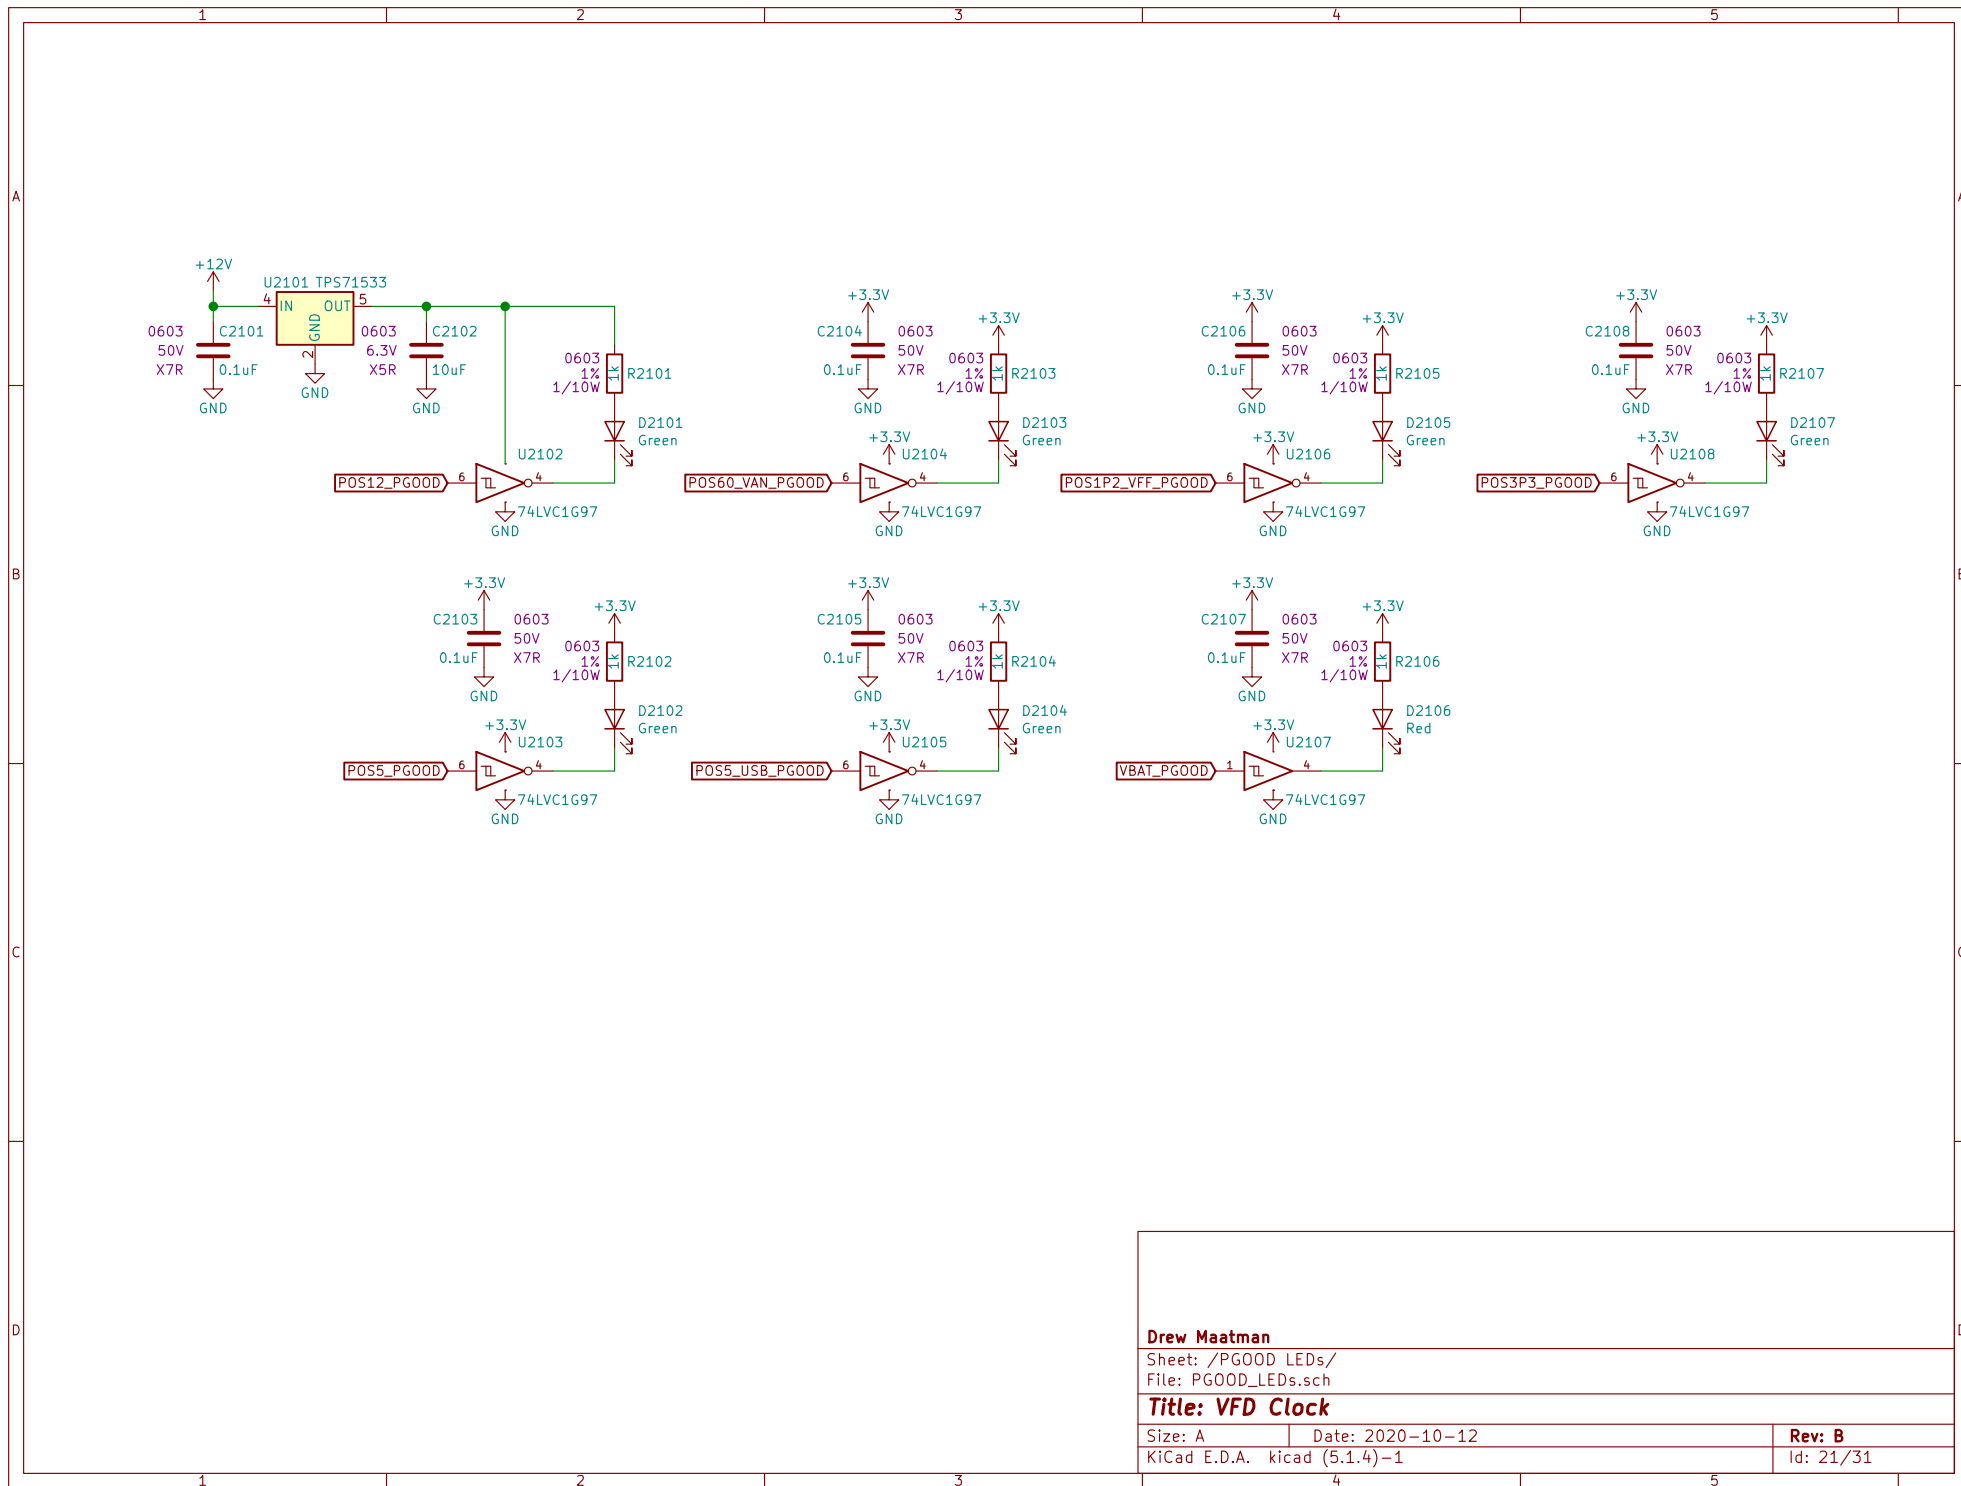 1 2 3 4 5
A A
+12V
U2101 TPS71533
4 IN OUT 5
GND
2
0603 C2101
50V
X7R 0.1uF
GND
GND
0603 C2102
6.3V
X5R 10uF
GND
0603
1%
1/10W
1k R2101
D2101
Green
U2102
POS12_PGOOD 6 4
74LVC1G97
GND
+3.3V
C2104 0603
50V
0.1uF X7R
GND
+3.3V
0603
1%
1/10W
1k R2103
D2103
Green
+3.3V
U2104
POS60_VAN_PGOOD 6 4
74LVC1G97
GND
+3.3V
C2106 0603
50V
0.1uF X7R
GND
+3.3V
0603
1%
1/10W
1k R2105
D2105
Green
+3.3V
U2106
POS1P2_VFF_PGOOD 6 4
74LVC1G97
GND
+3.3V
C2108 0603
50V
0.1uF X7R
GND
+3.3V
0603
1%
1/10W
1k R2107
D2107
Green
+3.3V
U2108
POS3P3_PGOOD 6 4
74LVC1G97
GND
B
+3.3V
C2103 0603
50V
0.1uF X7R
GND
+3.3V
0603
1%
1/10W
1k R2102
D2102
Green
+3.3V
U2103
POS5_PGOOD 6 4
74LVC1G97
GND
+3.3V
C2105 0603
50V
0.1uF X7R
GND
+3.3V
0603
1%
1/10W
1k R2104
D2104
Green
+3.3V
U2105
POS5_USB_PGOOD 6 4
74LVC1G97
GND
+3.3V
C2107 0603
50V
0.1uF X7R
GND
+3.3V
0603
1%
1/10W
1k R2106
D2106
Red
+3.3V
U2107
VBAT_PGOOD 1 4
74LVC1G97
GND
C
D
Drew Maatman
Sheet: /PGOOD LEDs/
File: PGOOD_LEDs.sch
Title: VFD Clock
Size: A Date: 2020-10-12 Rev: B
KiCad E.D.A. kicad (5.1.4)-1 Id: 21/31
1 2 3 4 5